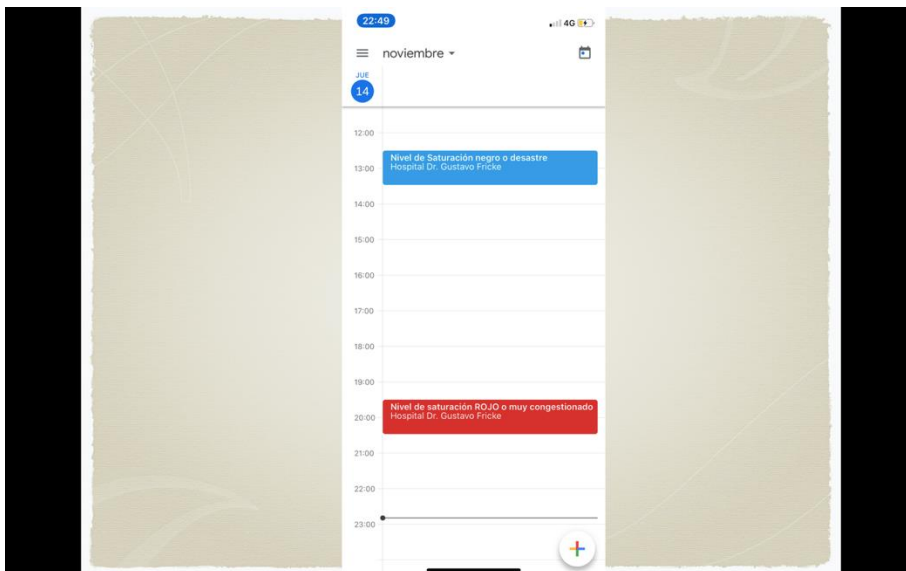 22:49
4G
noviembre
JUE
14
12:00
Nivel de Saturación negro o desastre
13:00
Hospital Dr. Gustavo Fricke
14:00
15:00
16:00
17:00
18:00
19:00
Nivel de saturación ROJO o muy congestionado
20:00
Hospital Dr. Gustavo Fricke
21:00
22:00
23:00